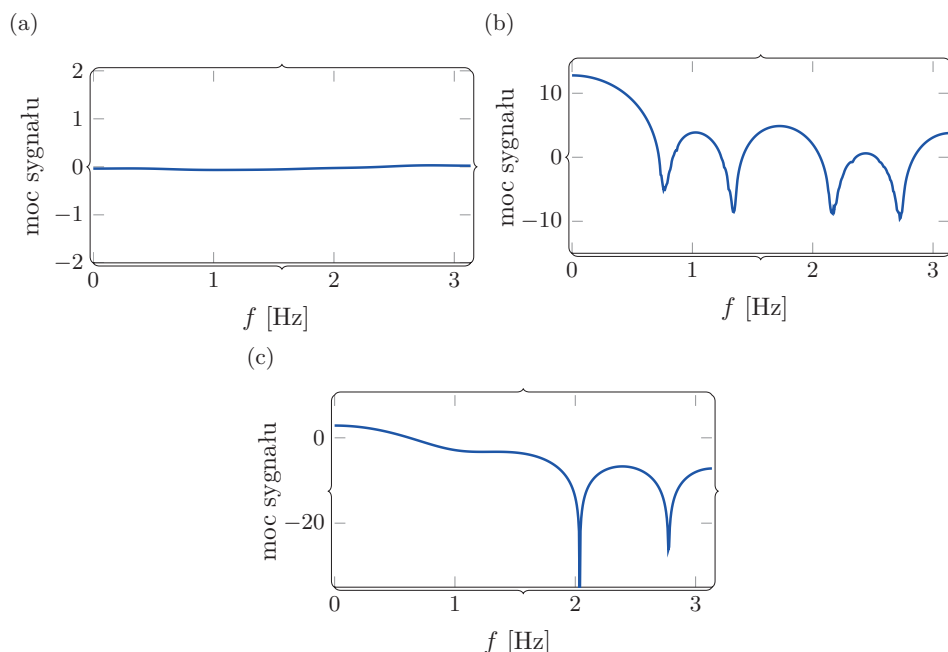 (a)
moc sygnału
2
1
0
−1
−2
0 1 2 3
f [Hz]
(b)
moc sygnału
10
0
−10
0 1 2 3
f [Hz]
(c)
moc sygnału
0
−20
0 1 2 3
f [Hz]